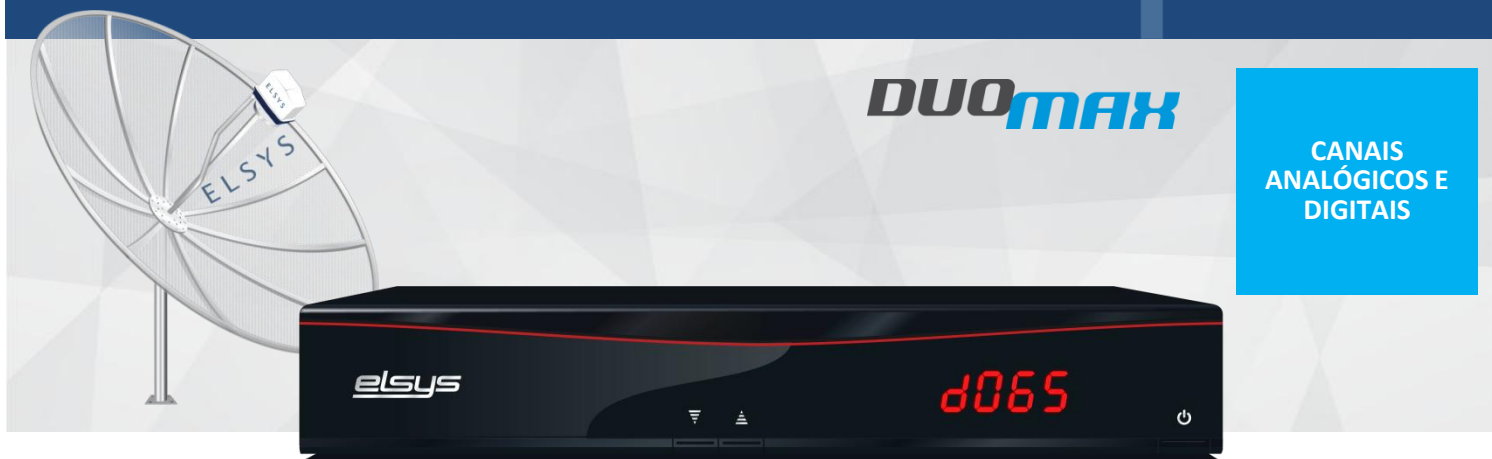 ELSYS
ELSYS
DUOMAX
CANAIS
ANALÓGICOS E
DIGITAIS
elsys
d065